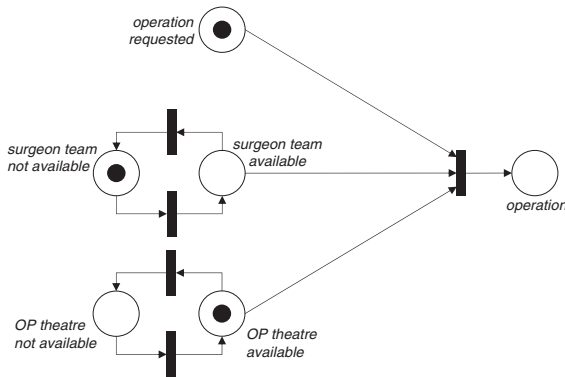 operation
requested
surgeon team
not available
surgeon team
available
operation
OP theatre
not available
OP theatre
available